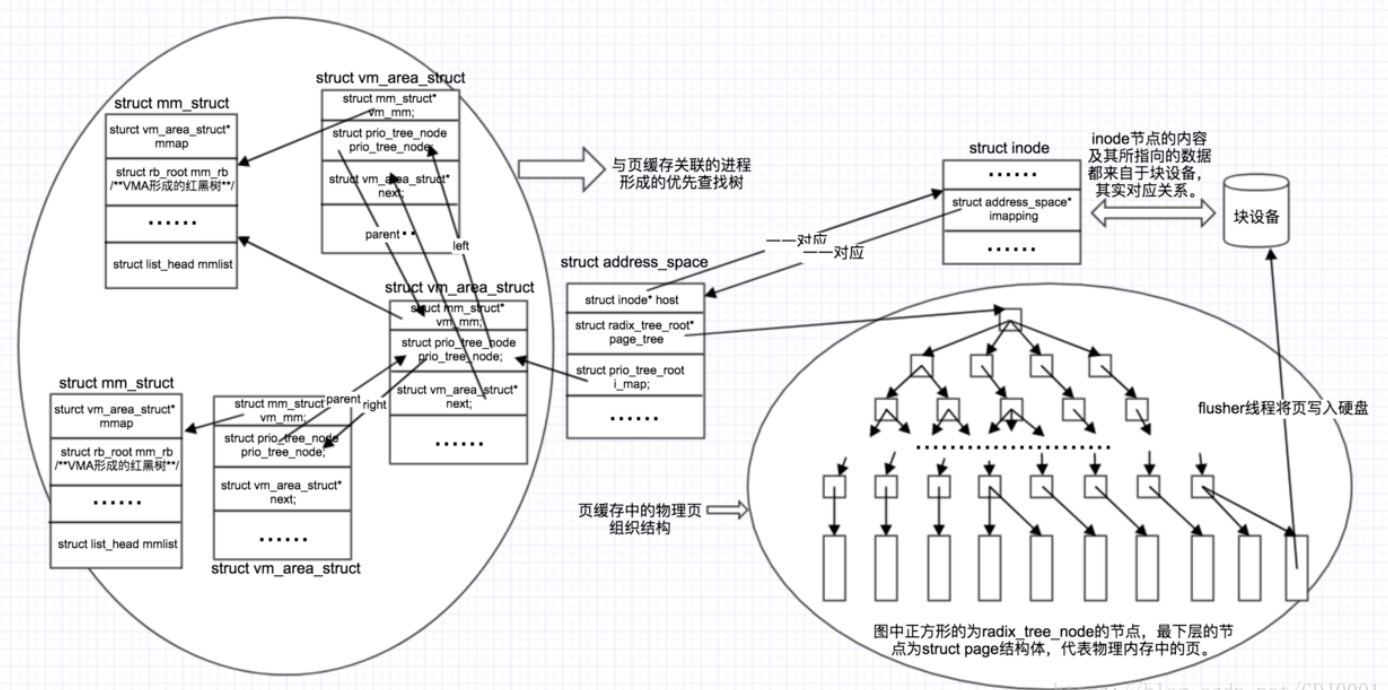 struct vm_area_struct
struct mm_struct* 
vm_mm;
struct prio_tree_node
prio_tree_node;
struct vm_area_struct*
next;
parent
left
struct mm_struct
sturct vm_area_struct*
mmap
struct rb_root mm_rb
/**VMA形成的红黑树**/
......
struct list_head mmlist
与页缓存关联的进程
形成的优先查找树
struct vm_area_struct
struct mm_struct*
vm_mm;
struct prio_tree_node
prio_tree_node;
struct vm_area_struct*
next;
......
struct mm_struct
struct vm_area_struct*
mmap
struct rb_root mm_rb
/**VMA形成的红黑树**/
......
struct list_head mmlist
parent
right
struct mm_struct
vm_mm;
struct prio_tree_node
prio_tree_node;
struct vm_area_struct*
next;
......
struct vm_area_struct
struct address_space
struct inode* host
struct radix_tree_root*
page_tree
struct prio_tree_root
i_map;
......
一一对应
一一对应
struct inode
......
struct address_space*
imapping
......
inode节点的内容
及其所指向的数据
都来自于块设备,
其实对应关系。
块设备
flusher线程将页写入硬盘
页缓存中的物理页
组织结构
图中正方形的为radix_tree_node的节点，最下层的节
点为struct page结构体，代表物理内存中的页。